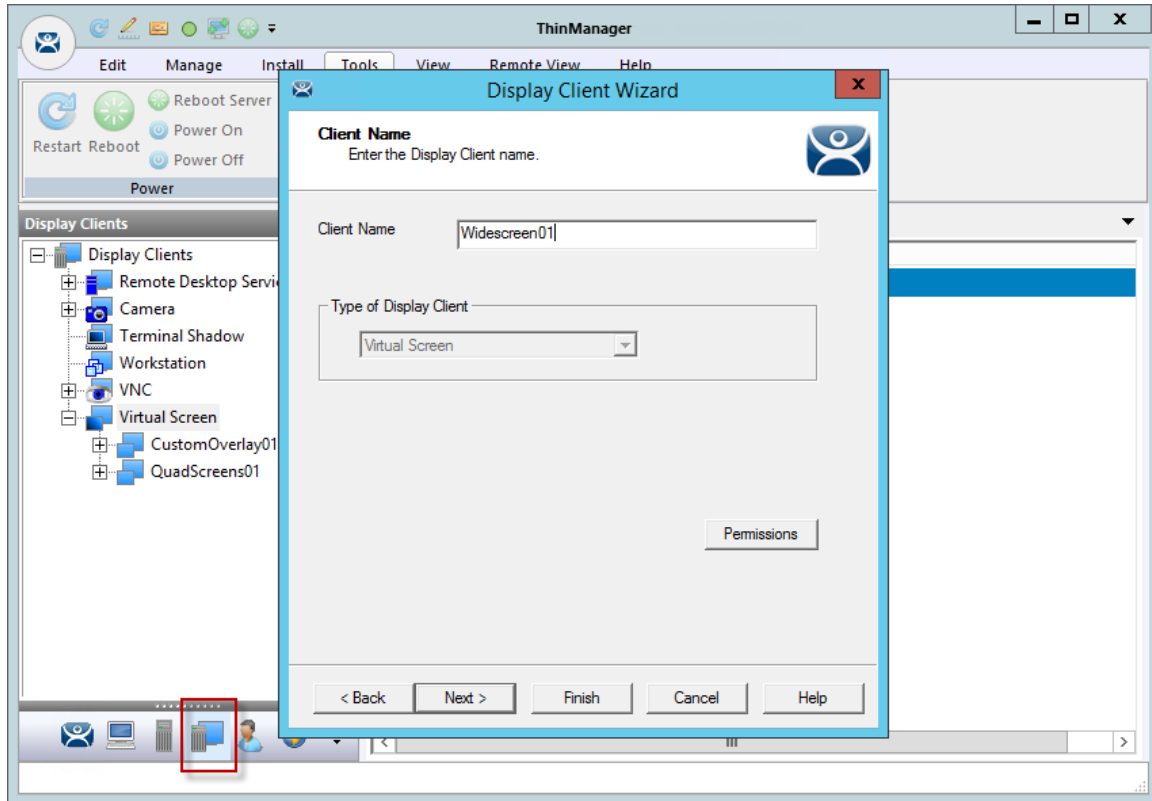 ThinManager
Edit Manage Install Tools View Remote View Help
Restart Reboot
Reboot Server
Power On
Power Off
Power
Display Clients
Display Clients
Remote Desktop Servi
Camera
Terminal Shadow
Workstation
VNC
Virtual Screen
CustomOverlay01
QuadScreens01
Display Client Wizard
Client Name
Enter the Display Client name.
Client Name Widescreen01
Type of Display Client
Virtual Screen
Permissions
< Back Next > Finish Cancel Help